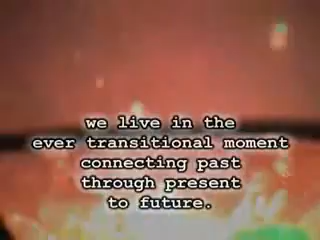 we live in the
ever transitional moment
connecting past
through present
to future.